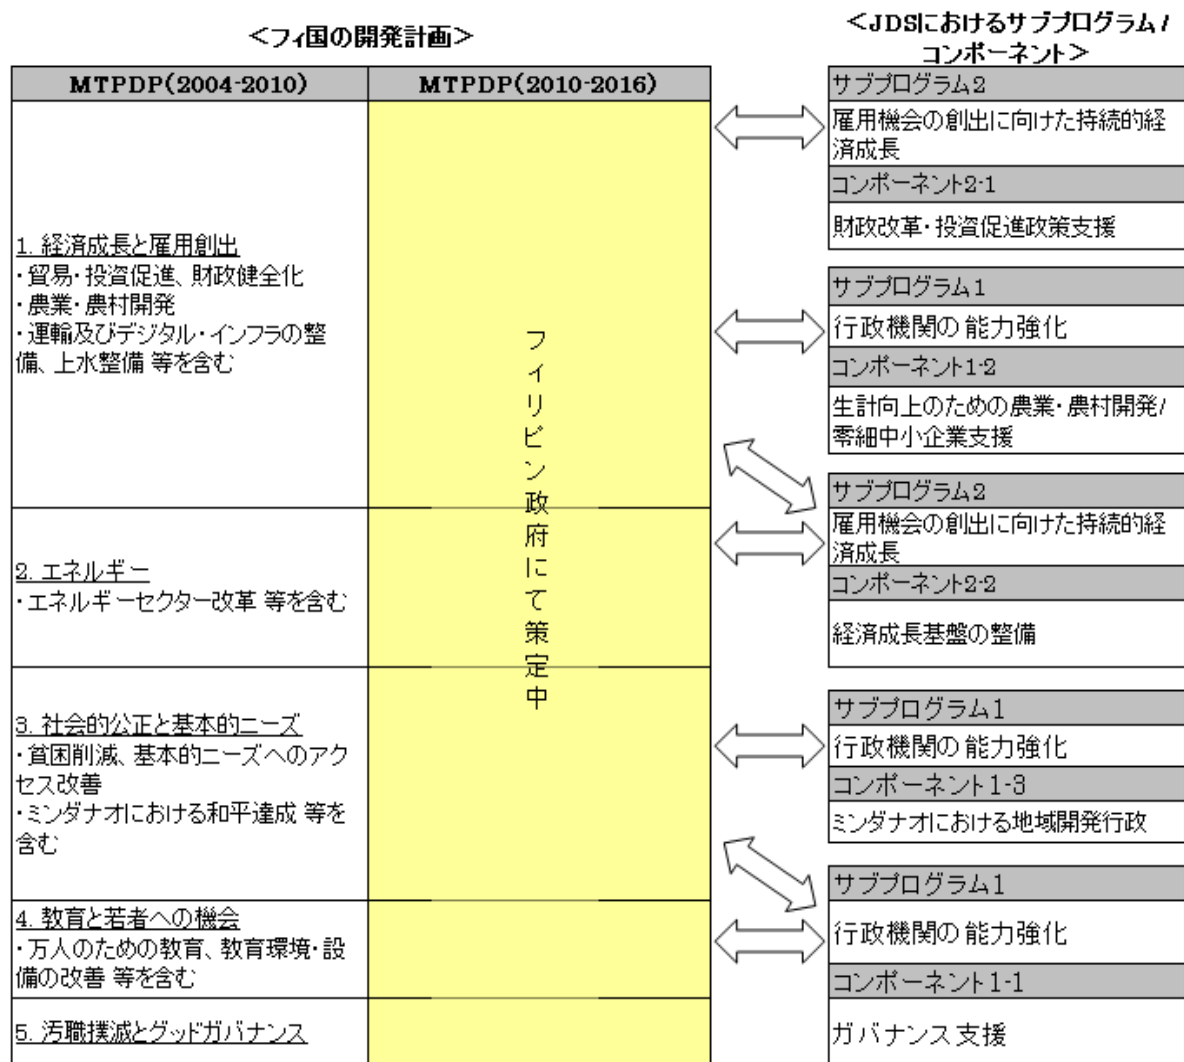 <フィ国の開発計画>
<JDSにおけるサブプログラム/
コンポーネント>
MTPDP(2004-2010)
MTPDP(2010-2016)
1. 経済成長と雇用創出
・貿易・投資促進、財政健全化
・農業・農村開発
・運輸及びデジタル・インフラの整
備、上水整備 等を含む
2. エネルギー
・エネルギーセクター改革 等を含む
3. 社会的公正と基本的ニーズ
・貧困削減、基本的ニーズへのアク
セス改善
・ミンダナオにおける和平達成 等を
含む
4. 教育と若者への機会
・万人のための教育、教育環境・設
備の改善 等を含む
5. 汚職撲滅とグッドガバナンス
フィリピン政府にて策定中
サブプログラム2
雇用機会の創出に向けた持続的経
済成長
コンポーネント2-1
財政改革・投資促進政策支援
サブプログラム1
行政機関の能力強化
コンポーネント1-2
生計向上のための農業・農村開発/
零細中小企業支援
サブプログラム2
雇用機会の創出に向けた持続的経
済成長
コンポーネント2-2
経済成長基盤の整備
サブプログラム1
行政機関の能力強化
コンポーネント1-3
ミンダナオにおける地域開発行政
サブプログラム1
行政機関の能力強化
コンポーネント1-1
ガバナンス支援